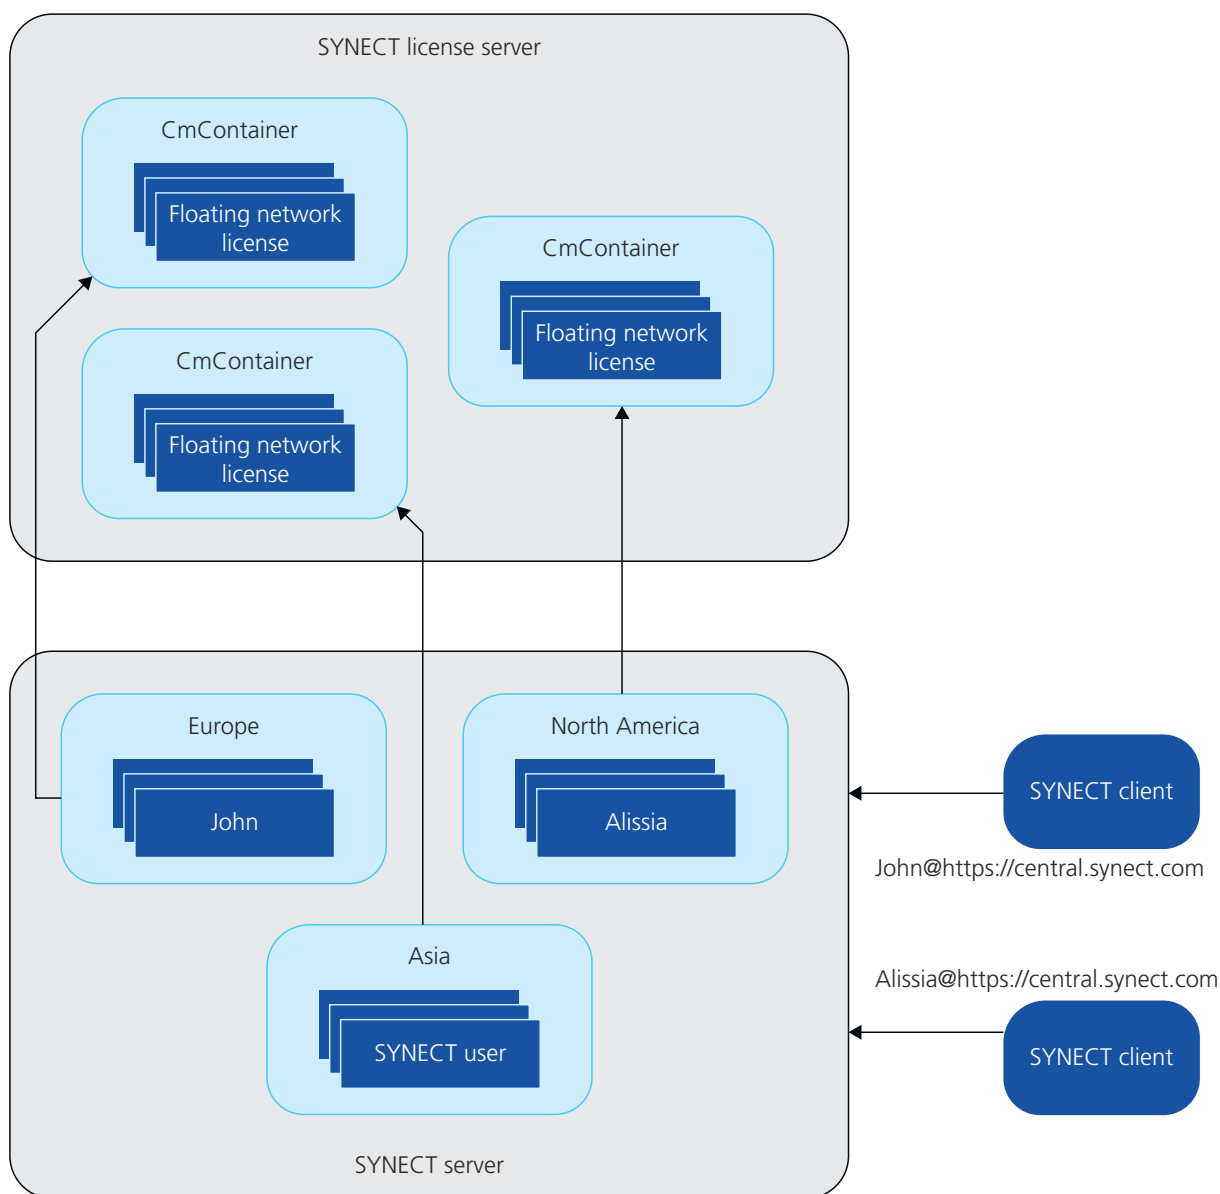 SYNECT license server
CmContainer
Floating network
license
CmContainer
Floating network
license
CmContainer
Floating network
license
Europe
John
North America
Alissia
Asia
SYNECT user
SYNECT server
SYNECT client
John@https://central.synect.com
Alissia@https://central.synect.com
SYNECT client